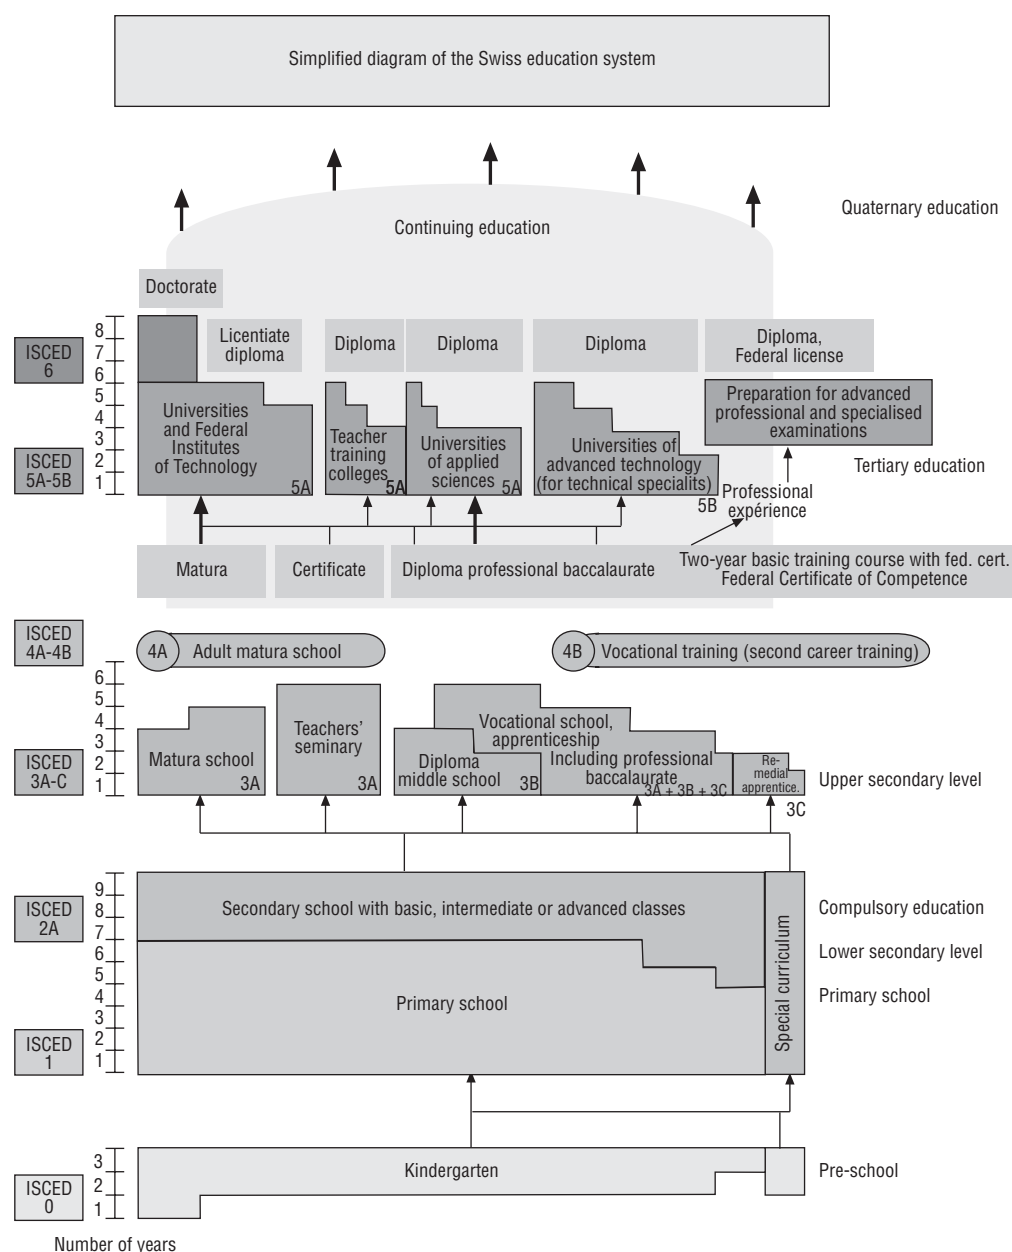 Simplified diagram of the Swiss education system
Quaternary education
Continuing education
Doctorate
Licentiate
diploma
Diploma
Diploma
Diploma
Diploma,
Federal license
ISCED
6
8
7
6
5
4
3
2
1
Universities
and Federal
Institutes
of Technology
5A
Teacher
training
colleges
5A
Universities
of applied
sciences
5A
Universities of
advanced technology
(for technical specialits)
5B
Preparation for advanced
professional and specialised
examinations
ISCED
5A-5B
Tertiary education
Professional
expérience
Matura
Certificate
Diploma professional baccalaurate
Two-year basic training course with fed. cert.
Federal Certificate of Competence
ISCED
4A-4B
4A
Adult matura school
4B
Vocational training (second career training)
6
5
4
3
2
1
ISCED
3A-C
Matura school
3A
Teachers'
seminary
3A
Diploma
middle school
3B
Vocational school,
apprenticeship
Including professional
baccalaurate
3A + 3B + 3C
Re-
medial
apprentice.
3C
Upper secondary level
9
8
7
6
5
4
3
2
1
ISCED
2A
Secondary school with basic, intermediate or advanced classes
Compulsory education
Lower secondary level
Primary school
Primary school
Special curriculum
ISCED
1
3
2
1
ISCED
0
Kindergarten
Pre-school
Number of years